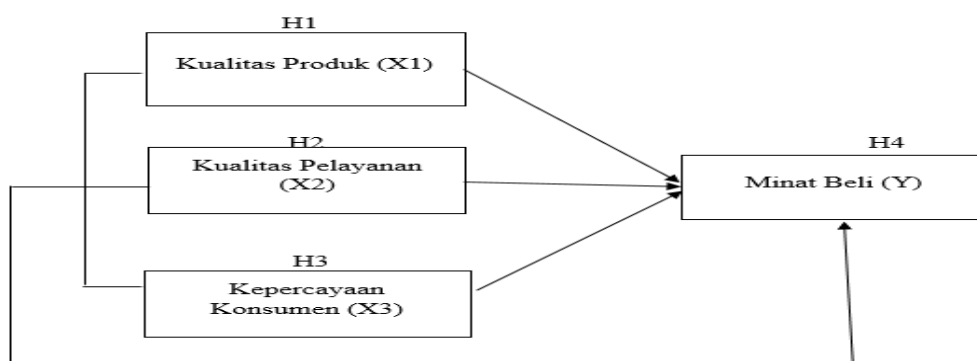 H1
Kualitas Produk (X1)
H2
Kualitas Pelayanan
(X2)
H4
Minat Beli (Y)
H3
Kepercayaan
Konsumen (X3)